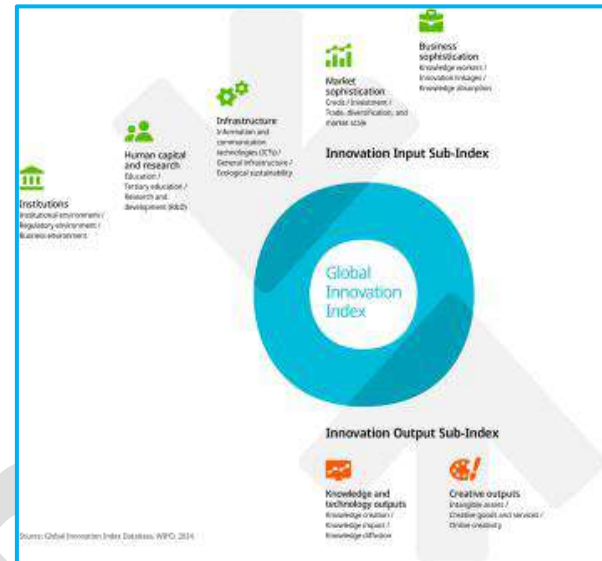 Business
sophistication
Knowledge workers /
Innovation linkages /
Knowledge absorption
Market
sophistication
Credit / Investment /
Trade, diversification, and
market scale
Infrastructure
Information and
communication
technologies (ICTs) /
General infrastructure /
Ecological sustainability
Human capital
and research
Education /
Tertiary education /
Research and
development (R&D)
Institutions
Institutional environment /
Regulatory environment /
Business environment
Innovation Input Sub-Index
Global
Innovation
Index
Innovation Output Sub-Index
Knowledge and
technology outputs
Knowledge creation /
Knowledge impact /
Knowledge diffusion
Creative outputs
Intangible assets /
Creative goods and services /
Online creativity
Source: Global Innovation Index Database, WIPO, 2024